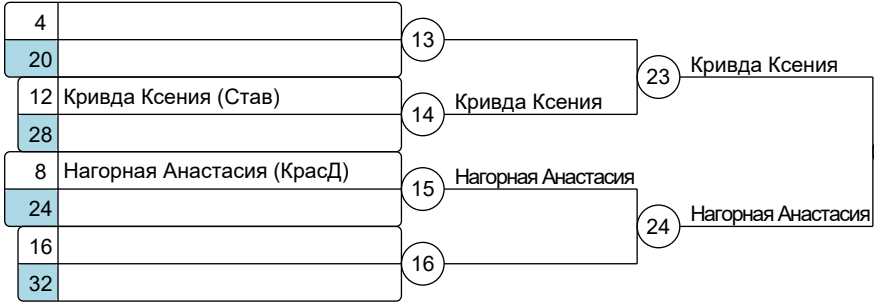 4
13
20
23 Кривда Ксения
12 Кривда Ксения (Став)
14 Кривда Ксения
28
8 Нагорная Анастасия (КрасД)
15 Нагорная Анастасия
24
24 Нагорная Анастасия
16
16
32